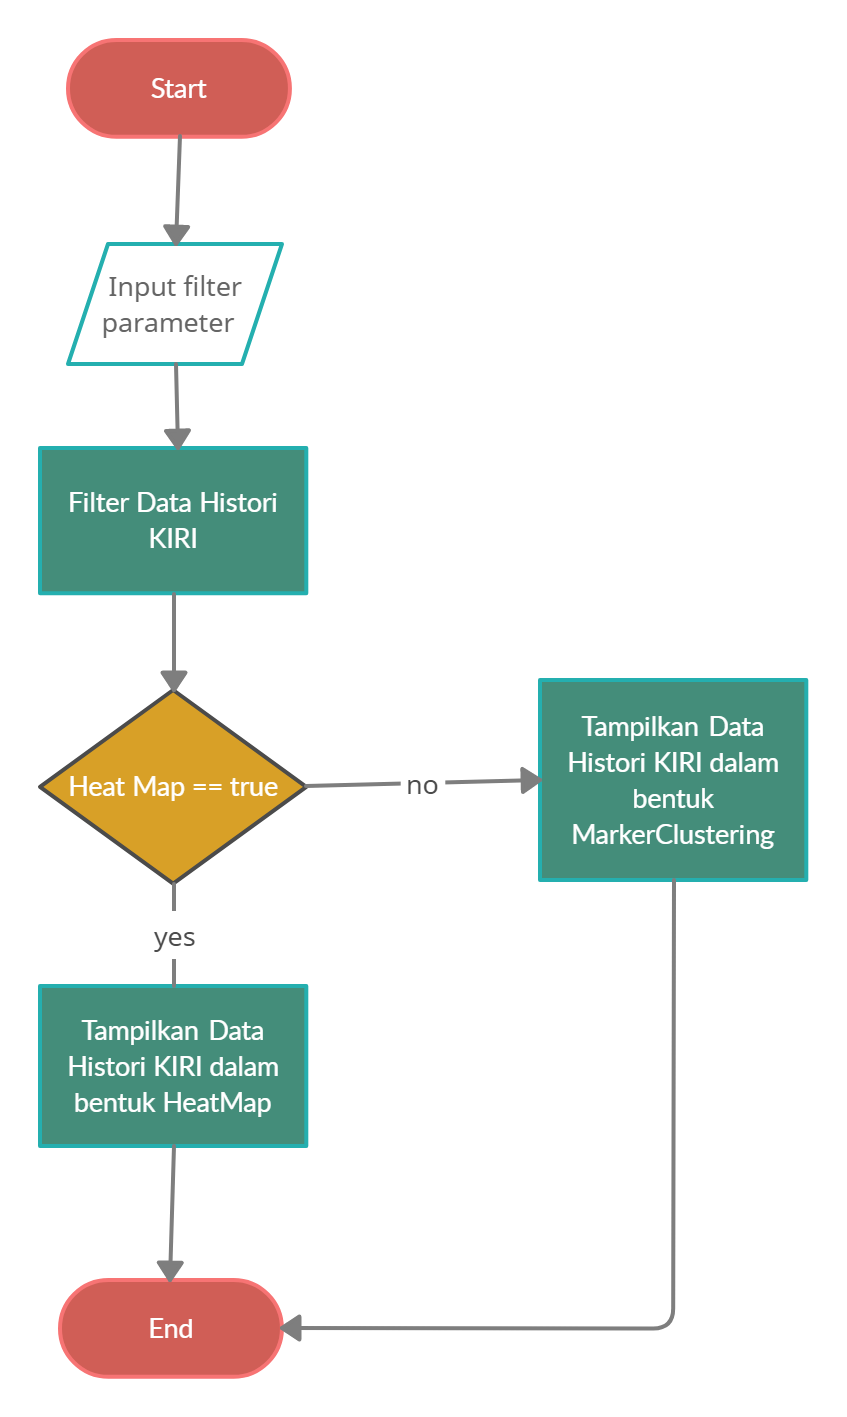 Start
Input filter
parameter
Filter Data Histori
KIRI
Heat Map == true
no
Tampilkan Data
Histori KIRI dalam
bentuk
MarkerClustering
yes
Tampilkan Data
Histori KIRI dalam
bentuk HeatMap
End